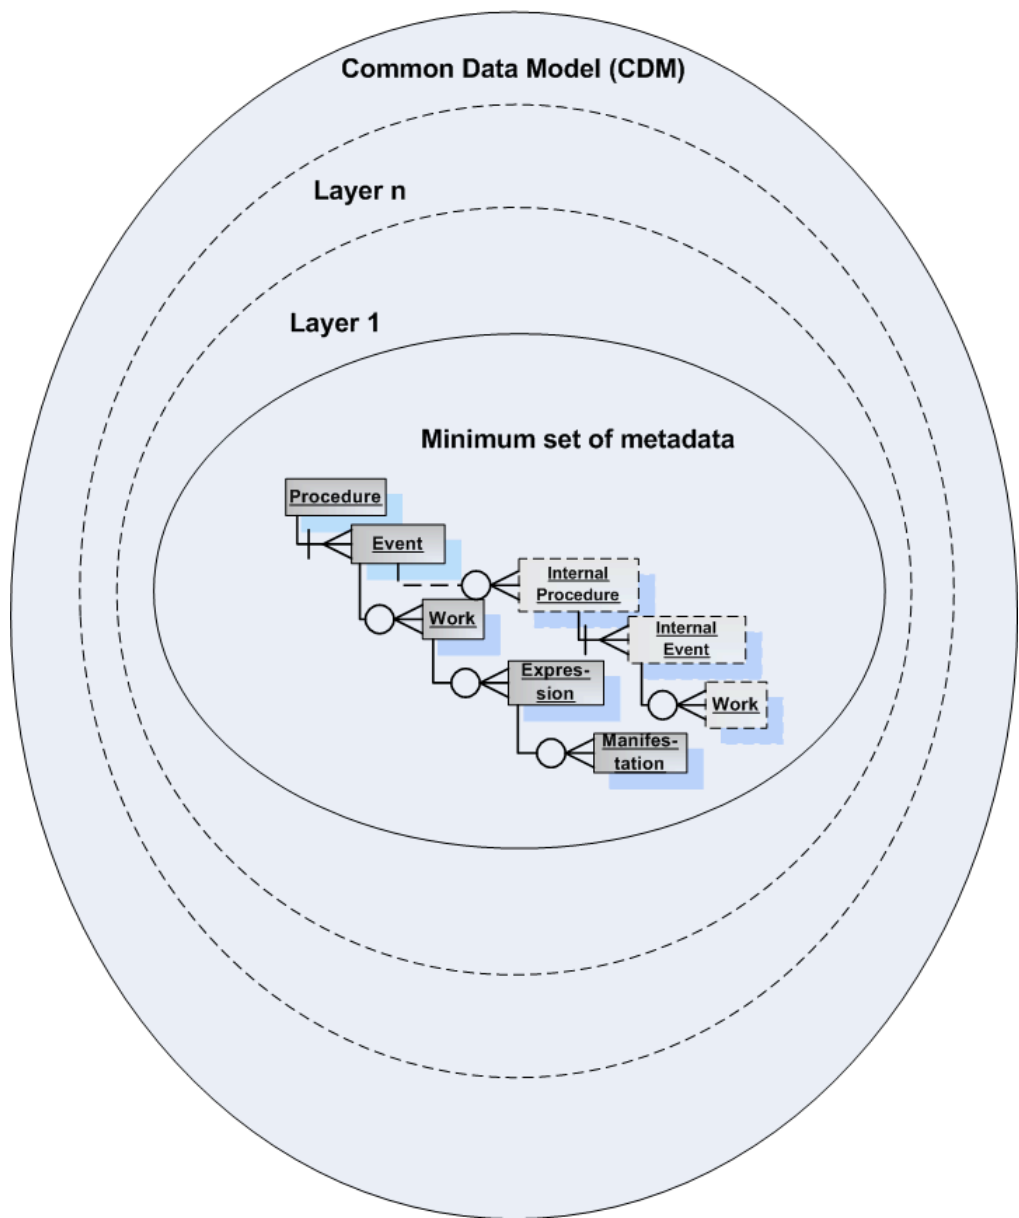 Common Data Model (CDM)
Layer n
Layer 1
Minimum set of metadata
Procedure
Event
Internal
Procedure
Work
Internal
Event
Expres-
sion
Work
Manifes-
tation